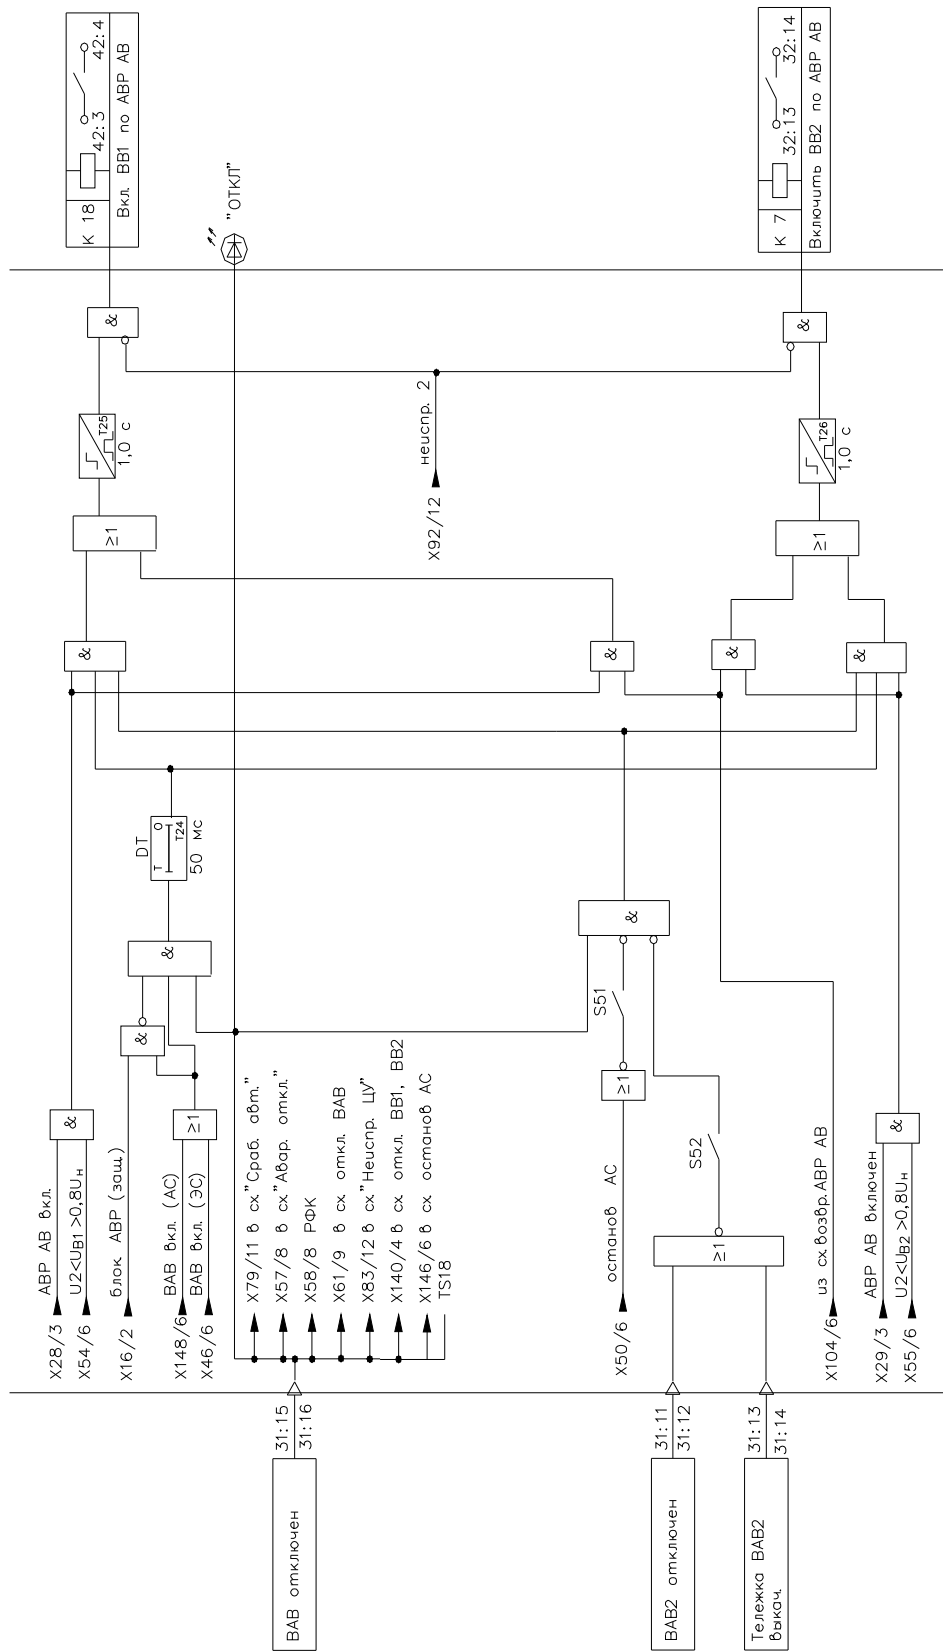 К 18
42:3
42:4
Вкл. ВВ1 по АВР АВ
"ОТКЛ"
К 7
32:13
32:14
Включить ВВ2 по АВР АВ
&
&
T25
1,0 с
неиспр. 2
X92/12
T26
1,0 с
≥1
≥1
&
&
&
&
DT
T
O
T24
50 мс
&
&
&
S51
≥1
S52
≥1
&
≥1
&
АВР АВ вкл.
X28/3
U2<UВ1 >0,8Uн
X54/6
блок АВР (защ)
X16/2
ВАВ вкл. (АС)
X148/6
ВАВ вкл. (ЭС)
X46/6
X79/11 в сх"Сраб. авт."
X57/8 в сх"Авар. откл."
X58/8 РФК
X61/9 в сх откл. ВАВ
X83/12 в сх"Неиспр. ЦУ"
X140/4 в сх откл. ВВ1, ВВ2
X146/6 в сх останов АС
TS18
останов АС
X50/6
из сх.возвр.АВР АВ
X104/6
АВР АВ включен
X29/3
U2<UВ2 >0,8Uн
X55/6
31:15
31:16
ВАВ отключен
31:11
31:12
ВАВ2 отключен
31:13
31:14
Тележка ВАВ2
выкач.